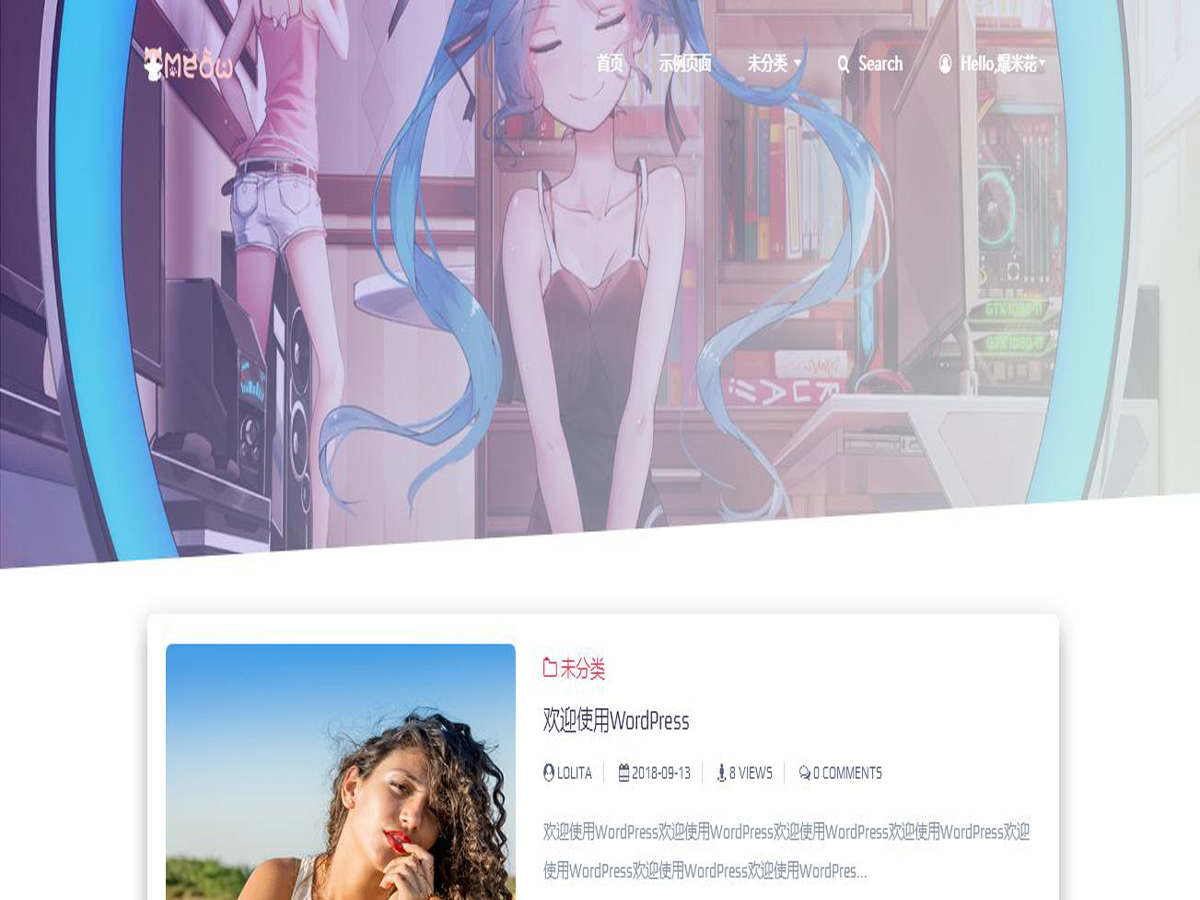 Meow
首页 示例页面 未分类 Search Hello,爆米花
GTX1080-TI
GTX1080-TI
RUA!!
未分类
欢迎使用WordPress
LOLITA 2018-09-13 8 VIEWS 0 COMMENTS
欢迎使用WordPress欢迎使用WordPress欢迎使用WordPress欢迎使用WordPress欢迎
使用WordPress欢迎使用WordPress欢迎使用WordPres...